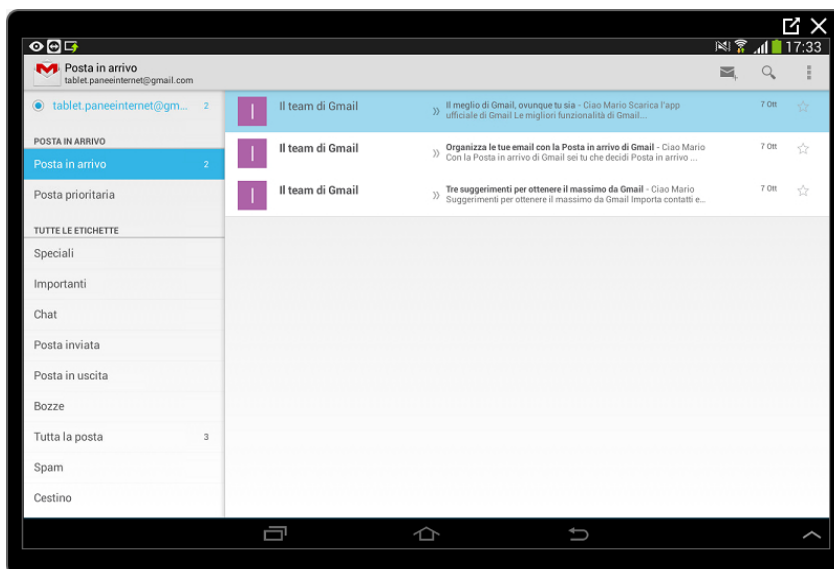 17:33
Posta in arrivo
tablet.paneeinternet@gmail.com
tablet.paneeinternet@gm... 2
POSTA IN ARRIVO
Posta in arrivo 2
Posta prioritaria
TUTTE LE ETICHETTE
Speciali
Importanti
Chat
Posta inviata
Posta in uscita
Bozze
Tutta la posta 3
Spam
Cestino
I Il team di Gmail Il meglio di Gmail, ovunque tu sia - Ciao Mario Scarica l'app 7 Ott
ufficiale di Gmail Le migliori funzionalità di Gmail...
I Il team di Gmail Organizza le tue email con la Posta in arrivo di Gmail - Ciao Mario 7 Ott
Con la Posta in arrivo di Gmail sei tu che decidi Posta in arrivo ...
I Il team di Gmail Tre suggerimenti per ottenere il massimo da Gmail - Ciao Mario 7 Ott
Suggerimenti per ottenere il massimo da Gmail Importa contatti e...